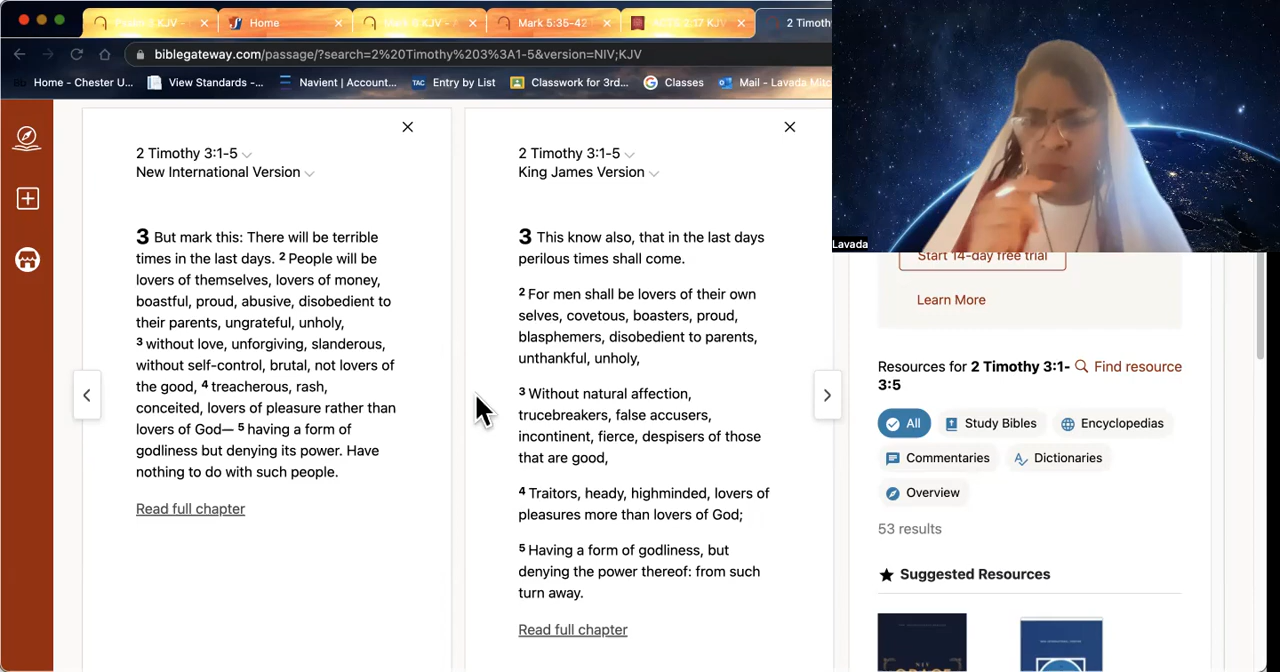 Psalm 1 KJV
Home
Mark 5:35-42
2:17 KJV
2 Timoth
biblegateway.com/passage/?search=2%20Timothy%203%3A1-5&version=NIV;KJV
Home - Chester U...
View Standards -...
Navient | Account...
TAC
Entry by List
Classwork for 3rd...
Classes
Mail - Lavada Mitc
Lavada
2 Timothy 3:1-5
New International Version
3 But mark this: There will be terrible
times in the last days. 2 People will be
lovers of themselves, lovers of money,
boastful, proud, abusive, disobedient to
their parents, ungrateful, unholy,
3 without love, unforgiving, slanderous,
without self-control, brutal, not lovers of
the good, 4 treacherous, rash,
conceited, lovers of pleasure rather than
lovers of God— 5 having a form of
godliness but denying its power. Have
nothing to do with such people.
Read full chapter
2 Timothy 3:1-5
King James Version
3 This know also, that in the last days
perilous times shall come.
2 For men shall be lovers of their own
selves, covetous, boasters, proud,
blasphemers, disobedient to parents,
unthankful, unholy,
3 Without natural affection,
trucebreakers, false accusers,
incontinent, fierce, despisers of those
that are good,
4 Traitors, heady, highminded, lovers of
pleasures more than lovers of God;
5 Having a form of godliness, but
denying the power thereof: from such
turn away.
Read full chapter
Start 14-day free trial
Learn More
Resources for 2 Timothy 3:1-
3:5
Find resource
All
Study Bibles
Encyclopedias
Commentaries
Dictionaries
Overview
53 results
Suggested Resources